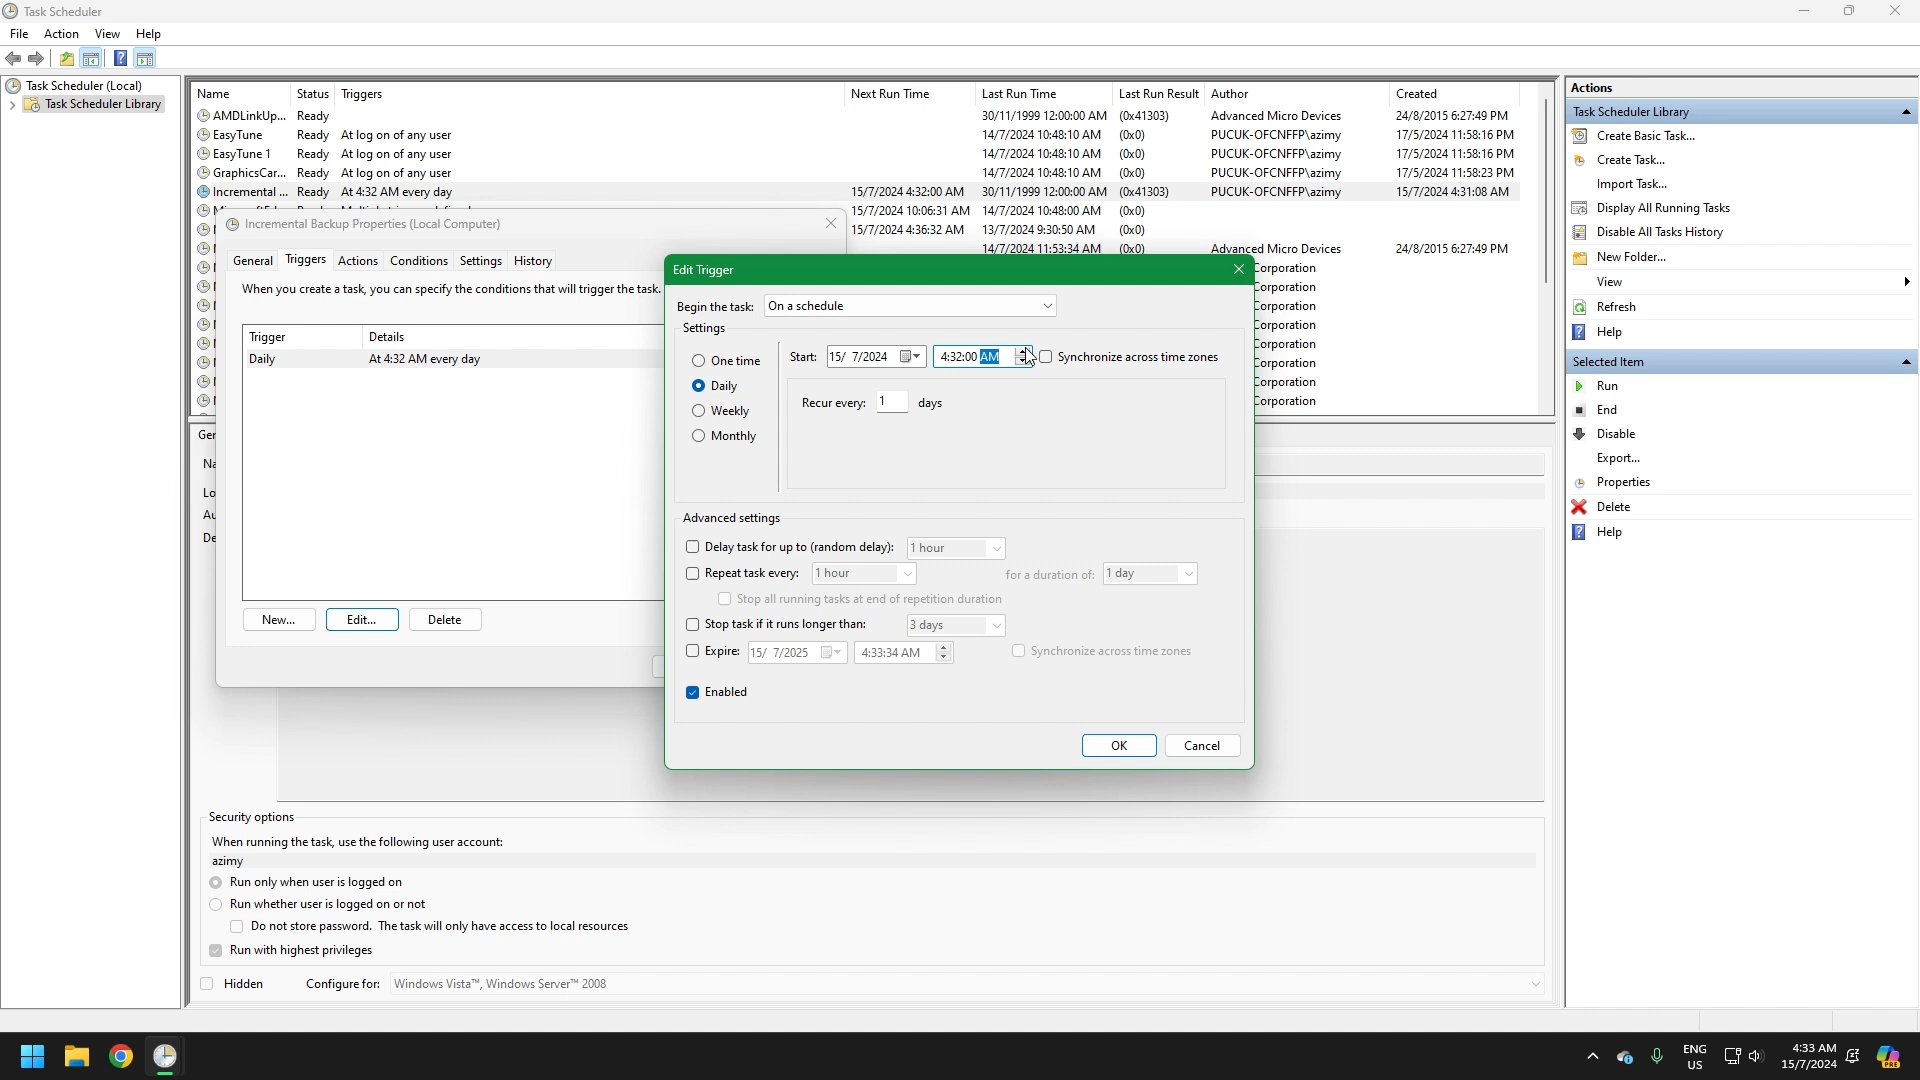 Task Scheduler
File Action View Help
Task Scheduler (Local)
Task Scheduler Library
Name Status Triggers Next Run Time Last Run Time Last Run Result Author Created
AMDLinkUp... Ready 30/11/1999 12:00:00 AM (0x41303) Advanced Micro Devices 24/8/2015 6:27:49 PM
EasyTune Ready At log on of any user 14/7/2024 10:48:10 AM (0x0) PUCUK-OFCNFFP\azimy 17/5/2024 11:58:16 PM
EasyTune 1 Ready At log on of any user 14/7/2024 10:48:10 AM (0x0) PUCUK-OFCNFFP\azimy 17/5/2024 11:58:16 PM
GraphicsCar... Ready At log on of any user 14/7/2024 10:48:10 AM (0x0) PUCUK-OFCNFFP\azimy 17/5/2024 11:58:23 PM
Incremental ... Ready At 4:32 AM every day 15/7/2024 4:32:00 AM 30/11/1999 12:00:00 AM (0x41303) PUCUK-OFCNFFP\azimy 15/7/2024 4:31:08 AM
15/7/2024 10:06:31 AM 14/7/2024 10:48:00 AM (0x0)
15/7/2024 4:36:32 AM 13/7/2024 9:30:50 AM (0x0)
14/7/2024 11:53:34 AM (0x0) Advanced Micro Devices 24/8/2015 6:27:49 PM
Corporation
Corporation
Corporation
Corporation
Corporation
Corporation
Corporation
Corporation
Incremental Backup Properties (Local Computer)
General Triggers Actions Conditions Settings History
When you create a task, you can specify the conditions that will trigger the task.
Trigger Details
Daily At 4:32 AM every day
New... Edit... Delete
Edit Trigger
Begin the task: On a schedule
Settings
One time
Daily
Weekly
Monthly
Start: 15/ 7/2024 4:32:00 AM Synchronize across time zones
Recur every: 1 days
Advanced settings
Delay task for up to (random delay): 1 hour
Repeat task every: 1 hour for a duration of: 1 day
Stop all running tasks at end of repetition duration
Stop task if it runs longer than: 3 days
Expire: 15/ 7/2025 4:33:34 AM Synchronize across time zones
Enabled
OK Cancel
Security options
When running the task, use the following user account:
azimy
Run only when user is logged on
Run whether user is logged on or not
Do not store password. The task will only have access to local resources
Run with highest privileges
Hidden Configure for: Windows Vista™, Windows Server™ 2008
Actions
Task Scheduler Library
Create Basic Task...
Create Task...
Import Task...
Display All Running Tasks
Disable All Tasks History
New Folder...
View
Refresh
Help
Selected Item
Run
End
Disable
Export...
Properties
Delete
Help
ENG
US
4:33 AM
15/7/2024
PRE